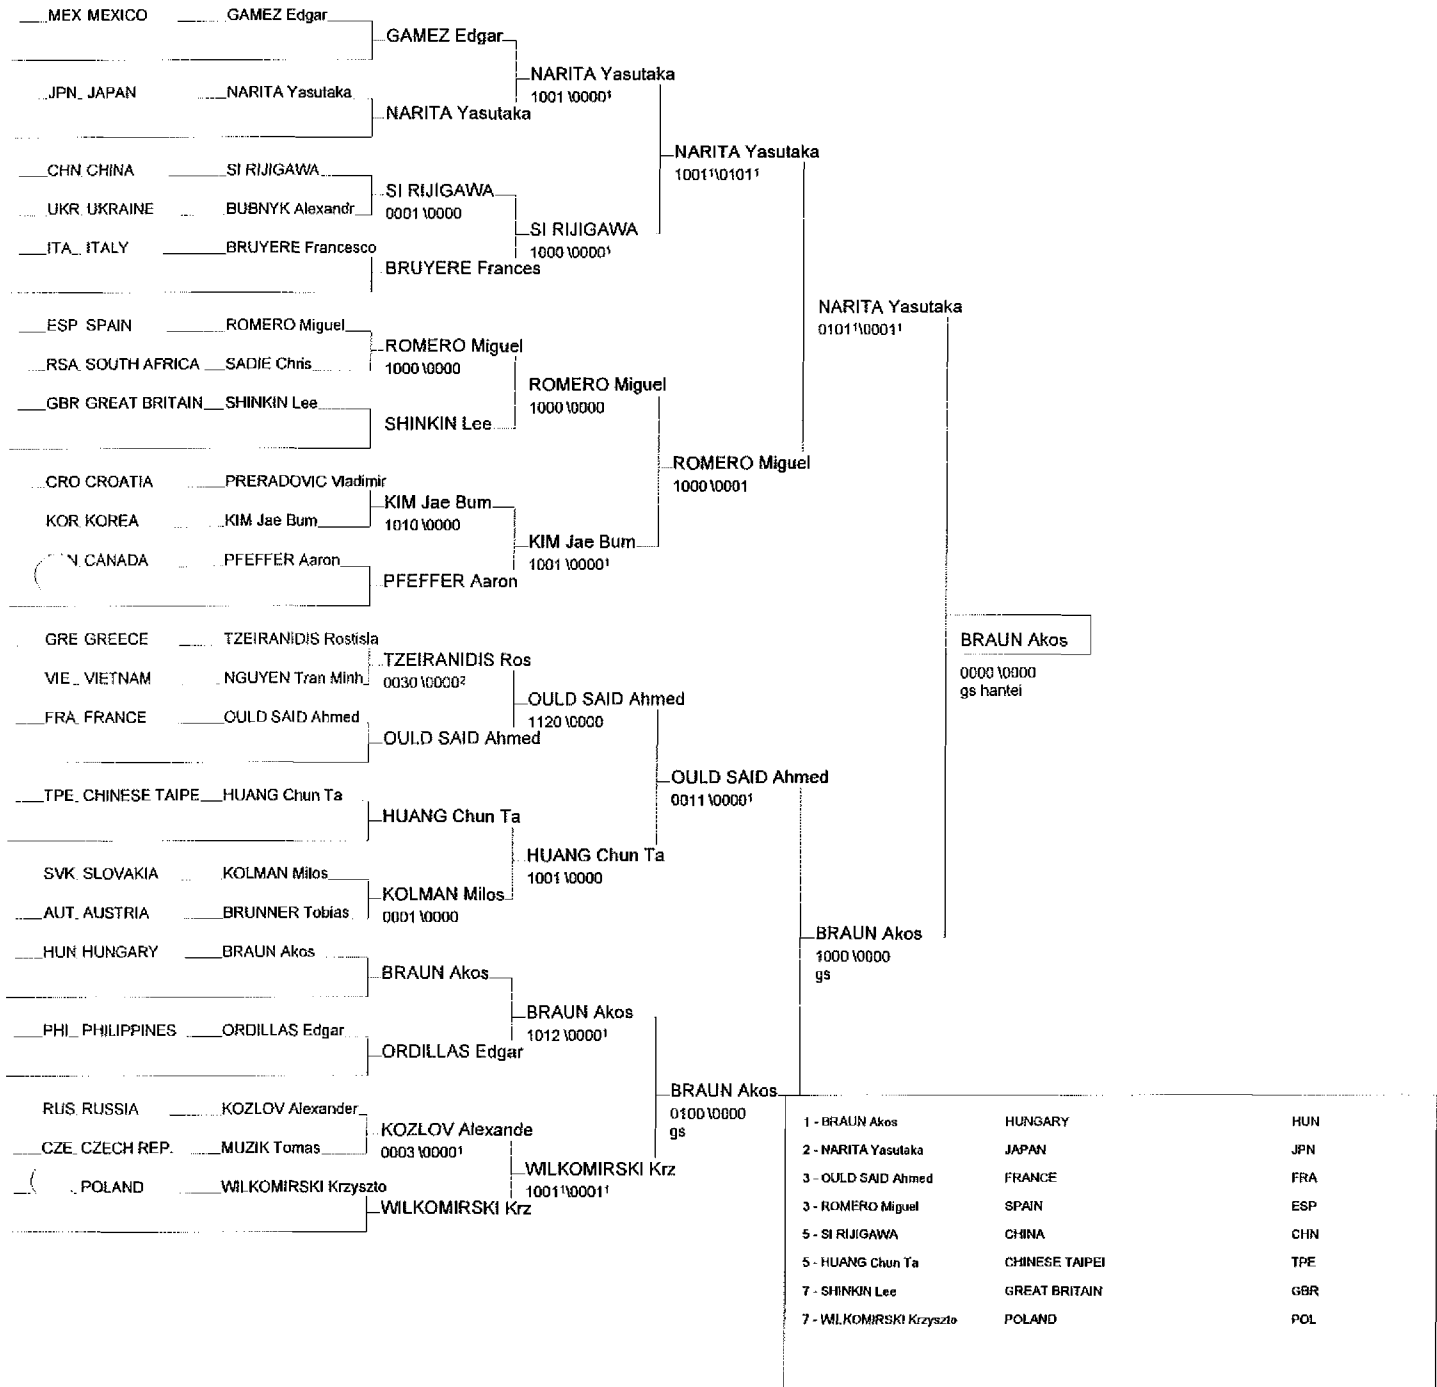 MEX MEXICO GAMEZ Edgar
GAMEZ Edgar
NARITA Yasutaka
1001 \0000¹
JPN JAPAN NARITA Yasutaka
NARITA Yasutaka
NARITA Yasutaka
1001¹\0101¹
CHN CHINA SI RIJIGAWA
SI RIJIGAWA
0001 \0000
UKR UKRAINE BUBNYK Alexandr
SI RIJIGAWA
1000 \0000¹
ITA ITALY BRUYERE Francesco
BRUYERE Frances
NARITA Yasutaka
0101¹\0001¹
ESP SPAIN ROMERO Miguel
ROMERO Miguel
1000 \0000
RSA SOUTH AFRICA SADIE Chris
ROMERO Miguel
1000 \0000
GBR GREAT BRITAIN SHINKIN Lee
SHINKIN Lee
ROMERO Miguel
1000 \0001
CRO CROATIA PRERADOVIC Vladimir
KIM Jae Bum
1010 \0000
KOR KOREA KIM Jae Bum
KIM Jae Bum
1001 \0000¹
CANADA PFEFFER Aaron
PFEFFER Aaron
BRAUN Akos
0000 \0000
gs hantei
GRE GREECE TZEIRANIDIS Rostisla
TZEIRANIDIS Ros
0030 \0000²
VIE VIETNAM NGUYEN Tran Minh
OULD SAID Ahmed
1120 \0000
FRA FRANCE OULD SAID Ahmed
OULD SAID Ahmed
OULD SAID Ahmed
0011 \0000¹
TPE CHINESE TAIPE HUANG Chun Ta
HUANG Chun Ta
HUANG Chun Ta
1001 \0000
SVK SLOVAKIA KOLMAN Milos
KOLMAN Milos
0001 \0000
AUT AUSTRIA BRUNNER Tobias
BRAUN Akos
1000 \0000
gs
HUN HUNGARY BRAUN Akos
BRAUN Akos
BRAUN Akos
1012 \0000¹
PHI PHILIPPINES ORDILLAS Edgar
ORDILLAS Edgar
BRAUN Akos
0100 \0000
gs
RUS RUSSIA KOZLOV Alexander
KOZLOV Alexande
0003 \0000¹
CZE CZECH REP. MUZIK Tomas
WILKOMIRSKI Krz
1001¹\0001¹
POLAND WILKOMIRSKI Krzyszto
WILKOMIRSKI Krz
1 - BRAUN Akos HUNGARY HUN
2 - NARITA Yasutaka JAPAN JPN
3 - OULD SAID Ahmed FRANCE FRA
3 - ROMERO Miguel SPAIN ESP
5 - SI RIJIGAWA CHINA CHN
5 - HUANG Chun Ta CHINESE TAIPEI TPE
7 - SHINKIN Lee GREAT BRITAIN GBR
7 - WILKOMIRSKI Krzyszto POLAND POL